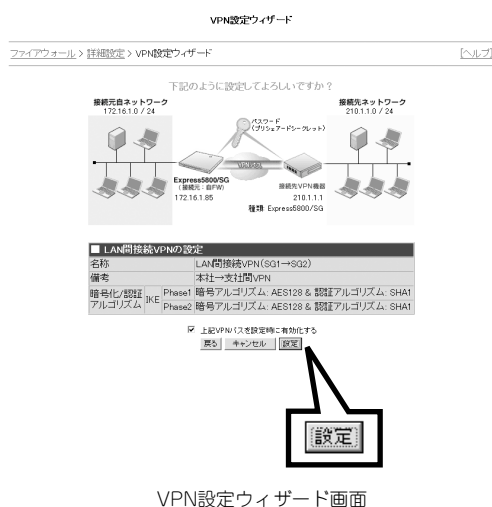 VPN設定ウィザード
ファイアウォール > 詳細設定 > VPN設定ウィザード [ヘルプ]
下記のように設定してよろしいですか?
接続元自ネットワーク 接続先ネットワーク
172.16.1.0 / 24 210.1.1.0 / 24
パスワード
(プリシェアードシークレット)
VPNパス
Express5800/SG
(接続元:自FW) 接続先VPN機器
172.16.1.85 210.1.1.1
種類: Express5800/SG
■ LAN間接続VPNの設定
名称 LAN間接続VPN(SG1→SG2)
備考 本社→支社間VPN
暗号化/認証アルゴリズム IKE Phase1 暗号アルゴリズム: AES128 & 認証アルゴリズム: SHA1
Phase2 暗号アルゴリズム: AES128 & 認証アルゴリズム: SHA1
上記VPNパスを設定時に有効化する
戻る キャンセル 設定
設定
VPN設定ウィザード画面